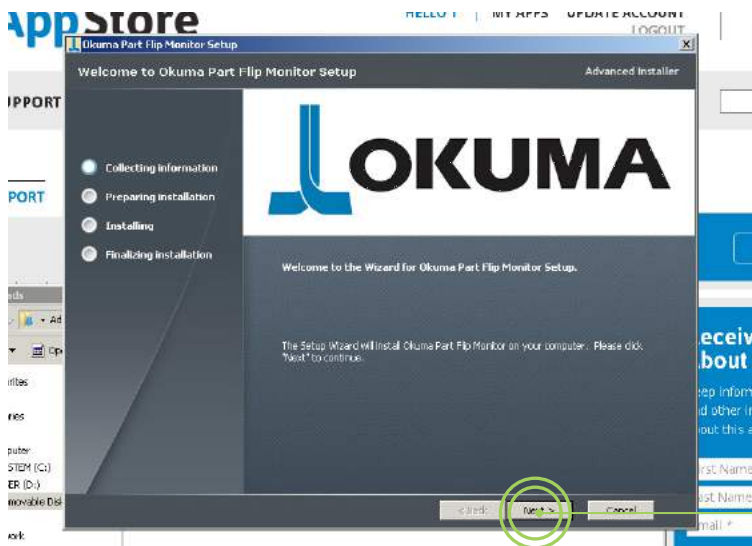 App Store
HELLO
MY APPS UPDATE ACCOUNT
LOGOUT
Okuma Part Flip Monitor Setup
Welcome to Okuma Part Flip Monitor Setup
Advanced Installer
UPPORT
Collecting information
OKUMA
Preparing installation
PORT
Installing
Finalizing installation
Welcome to the Wizard for Okuma Part Flip Monitor Setup.
The Setup Wizard will install Okuma Part Flip Monitor on your computer. Please click
"Next" to continue.
STEM (C:)
ER (D:)
movable Disk
About
out this
rst Name
ast Name
mail *
< Back
Next >
Cancel